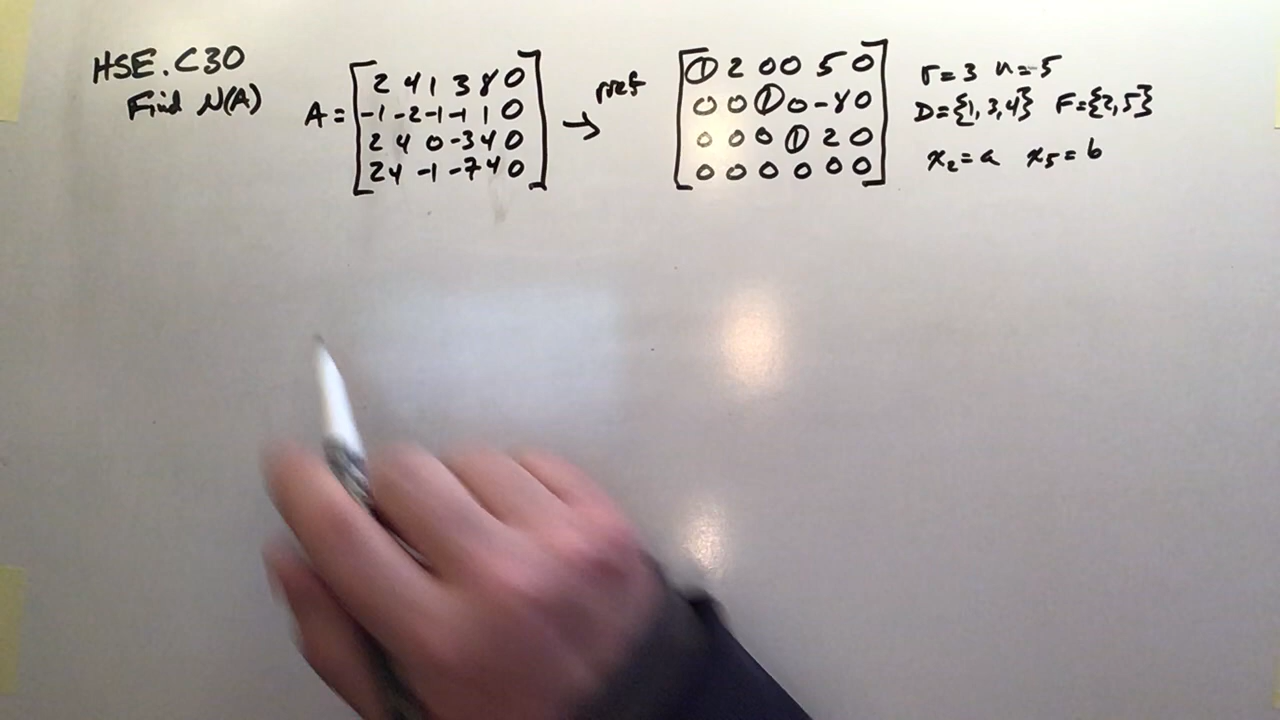 HSE.C30
Find N(A)
A = [2 4 1 3 8 0
-1 -2 -1 -1 1 0
2 4 0 -3 4 0
2 4 -1 -7 4 0]
→ rref
[1 2 0 0 5 0
0 0 1 0 -8 0
0 0 0 1 2 0
0 0 0 0 0 0]
r=3 n=5
D={1,3,4} F={2,5}
x₂=a x₅=b